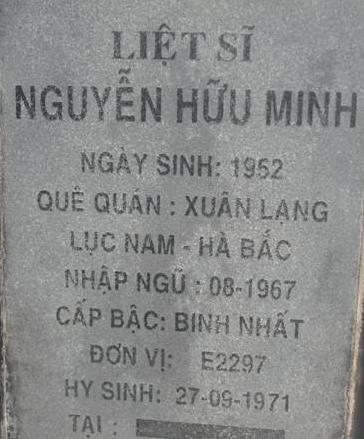 LIỆT SĨ
NGUYỄN HỮU MINH
NGÀY SINH: 1952
QUÊ QUÁN : XUÂN LẠNG
LỤC NAM - HÀ BẮC
NHẬP NGŨ : 08-1967
CẤP BẬC: BINH NHẤT
ĐƠN VỊ: E2297
HY SINH: 27-09-1971
TẠI :